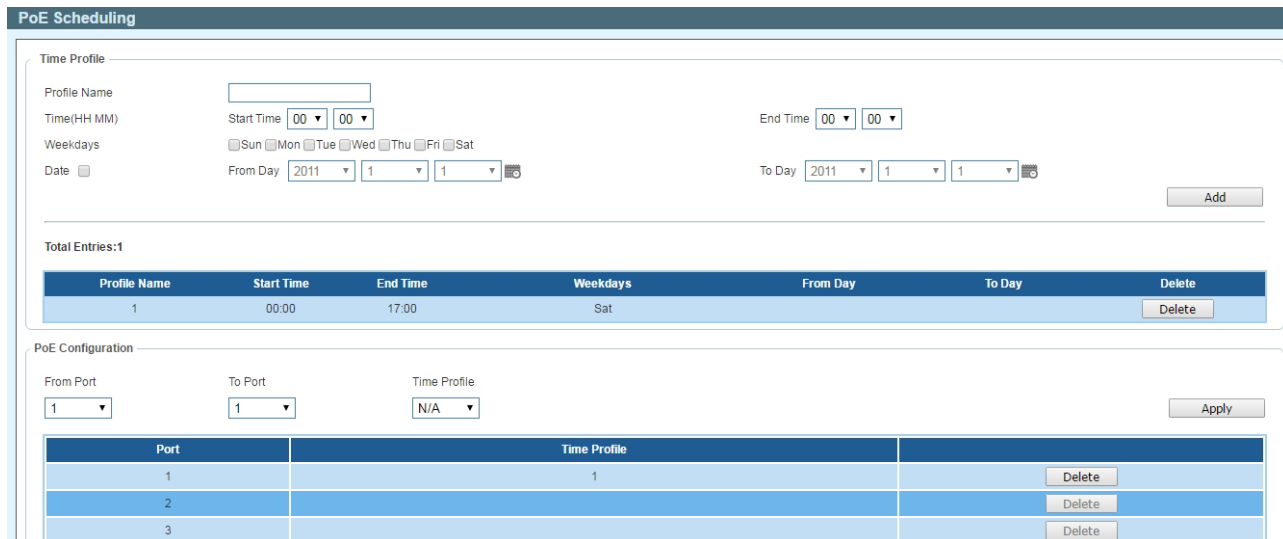 PoE Scheduling
Time Profile
Profile Name
Time(HH MM) Start Time 00 00 End Time 00 00
Weekdays Sun Mon Tue Wed Thu Fri Sat
Date From Day 2011 1 1 To Day 2011 1 1
Add
Total Entries:1
Profile Name Start Time End Time Weekdays From Day To Day Delete
1 00:00 17:00 Sat Delete
PoE Configuration
From Port To Port Time Profile
1 1 N/A Apply
Port Time Profile
1 1 Delete
2 Delete
3 Delete